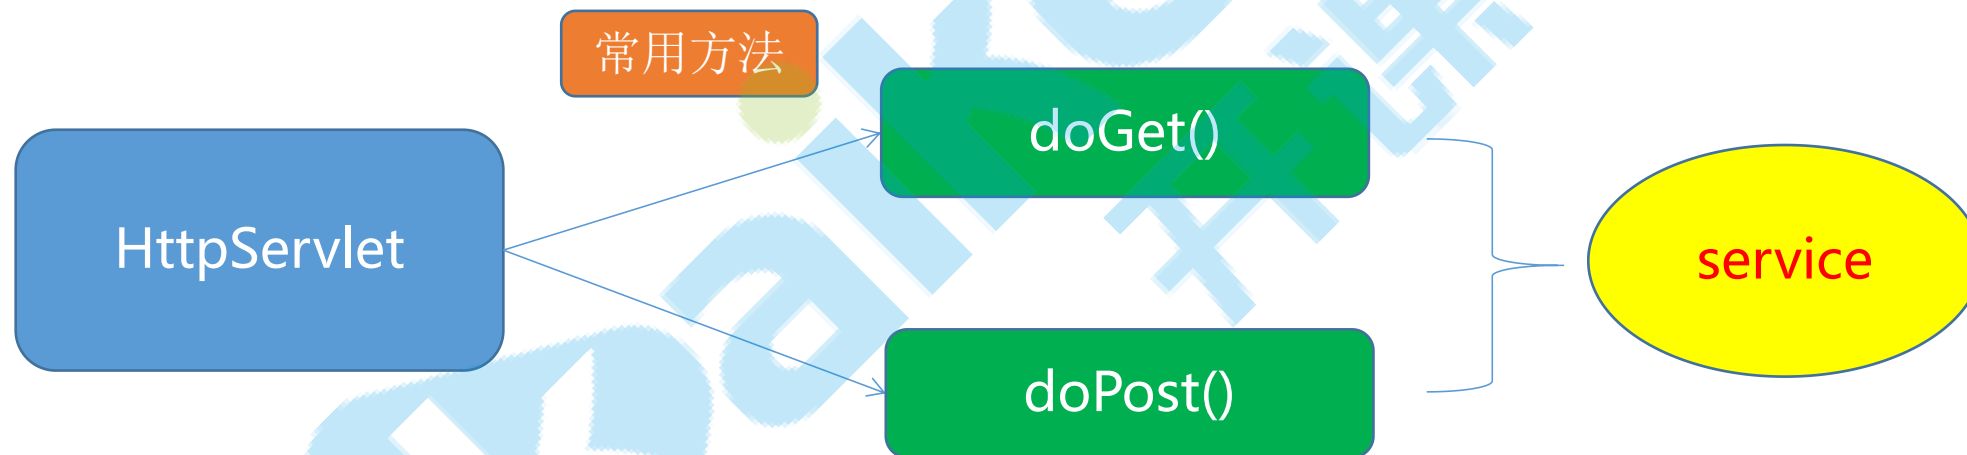 常用方法
doGet()
HttpServlet
service
doPost()